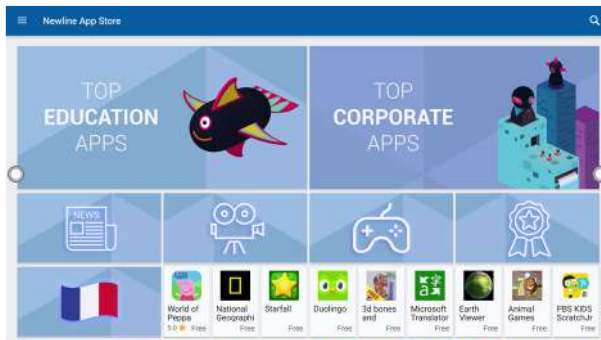 Newline App Store
TOP
EDUCATION
APPS
TOP
CORPORATE
APPS
NEWS
World of
Peppa
5.0 Free
National
Geographi
Free
Starfall
Free
Duolingo
Free
3d bones
and
Free
Microsoft
Translator
Free
Earth
Viewer
Free
Animal
Games
Free
PBS KIDS
ScratchJr
Free